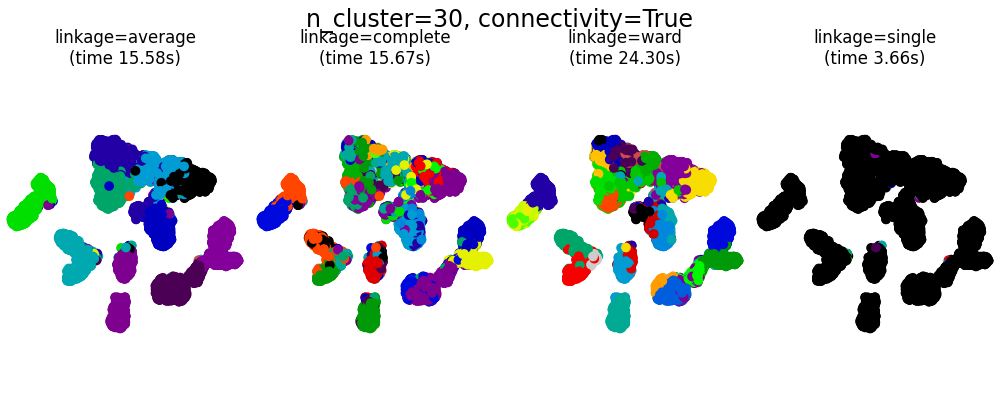 n_cluster=30, connectivity=True
linkage=average
(time 15.58s)
linkage=complete
(time 15.67s)
linkage=ward
(time 24.30s)
linkage=single
(time 3.66s)